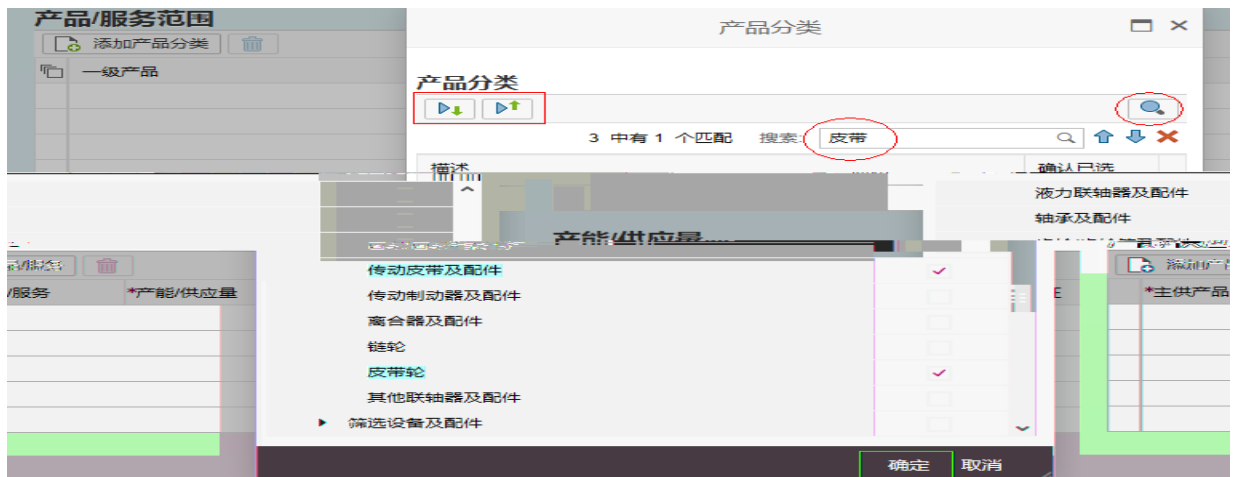 产品/服务范围
添加产品分类
一级产品
产品分类
产品分类
3 中有 1 个匹配 搜索: 皮带
描述
确认已选
液力联轴器及配件
轴承及配件
产能/供应量
/服务 *产能/供应量
*主供产品
传动皮带及配件
传动制动器及配件
离合器及配件
链轮
皮带轮
其他联轴器及配件
筛选设备及配件
确定 取消